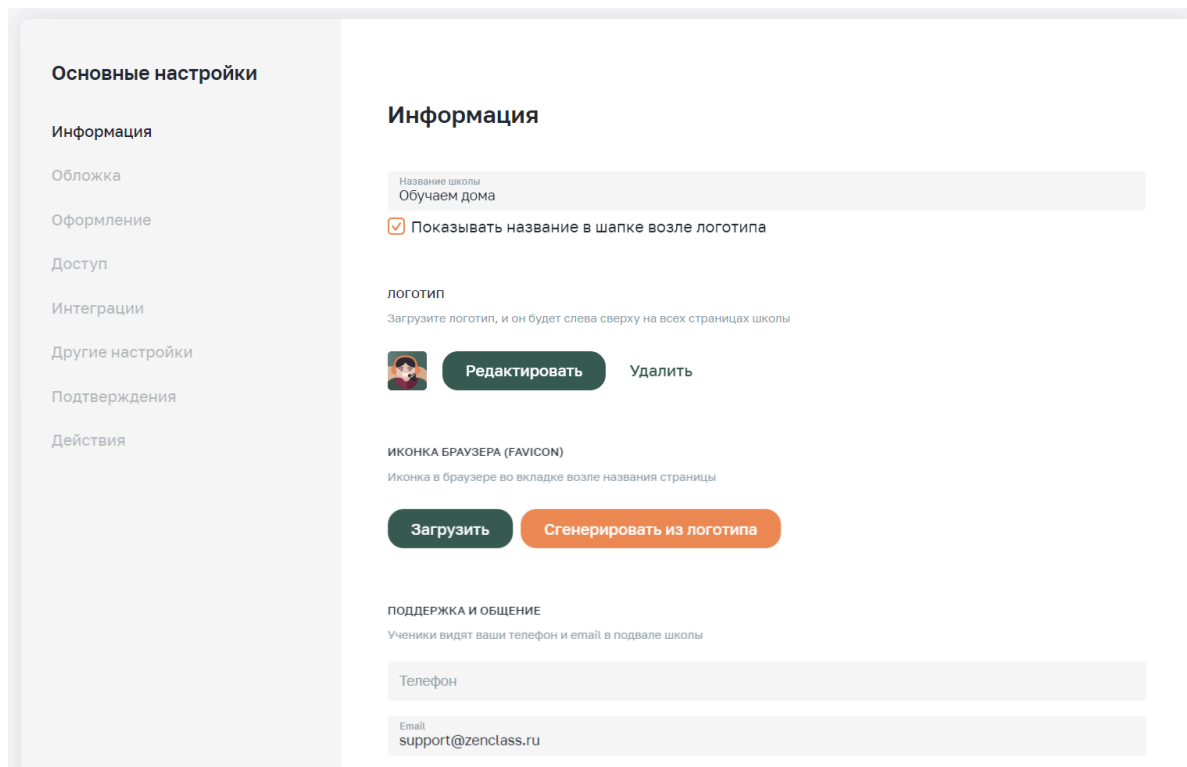 Основные настройки
Информация
Обложка
Оформление
Доступ
Интеграции
Другие настройки
Подтверждения
Действия
Информация
Название школы
Обучаем дома
Показывать название в шапке возле логотипа
ЛОГОТИП
Загрузите логотип, и он будет слева сверху на всех страницах школы
Редактировать Удалить
ИКОНКА БРАУЗЕРА (FAVICON)
Иконка в браузере во вкладке возле названия страницы
Загрузить Сгенерировать из логотипа
ПОДДЕРЖКА И ОБЩЕНИЕ
Ученики видят ваши телефон и email в подвале школы
Телефон
Email
support@zenclass.ru